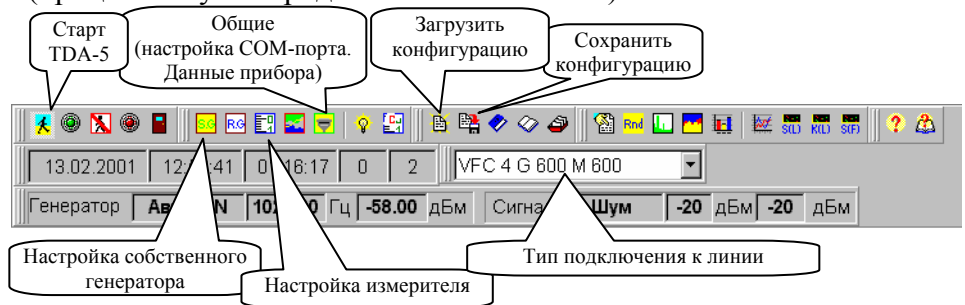 Старт
TDA-5
Общие
(настройка COM-порта.
Данные прибора)
Загрузить
конфигурацию
Сохранить
конфигурацию
S.G R.G Rnd S(L) K(L) S(F)
13.02.2001 0 2 VFC 4 G 600 M 600
Генератор N Гц -58.00 дБм Шум -20 дБм -20 дБм
Настройка собственного
генератора
Настройка измерителя
Тип подключения к линии